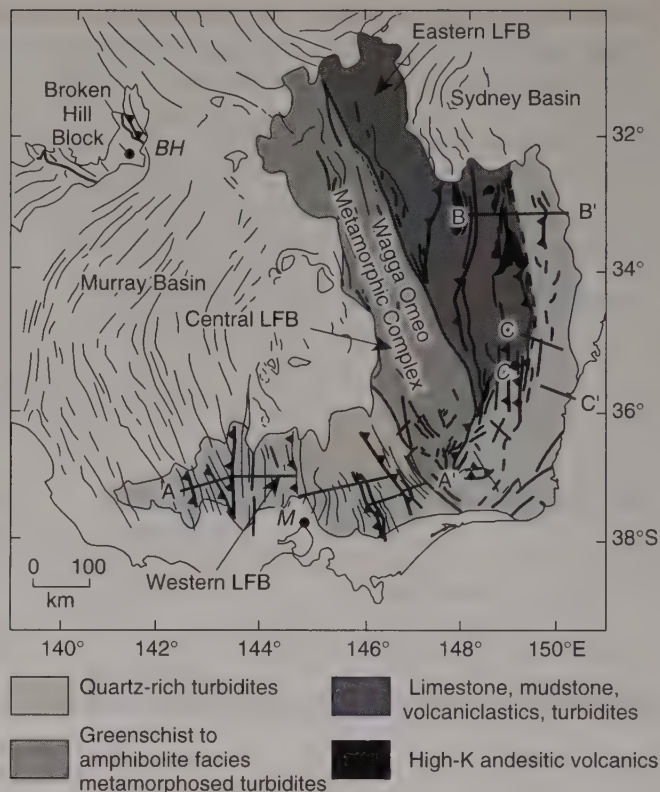 Eastern LFB
Broken
Hill
Block
Sydney Basin
BH
32°
B
B'
Wagga Omeo
Metamorphic Complex
Murray Basin
34°
Central LFB
C
C
C'
36°
A
A'
M
38°S
0 100
km
Western LFB
140° 142° 144° 146° 148° 150°E
Quartz-rich turbidites
Limestone, mudstone,
volcaniclastics, turbidites
Greenschist to
amphibolite facies
metamorphosed turbidites
High-K andesitic volcanics